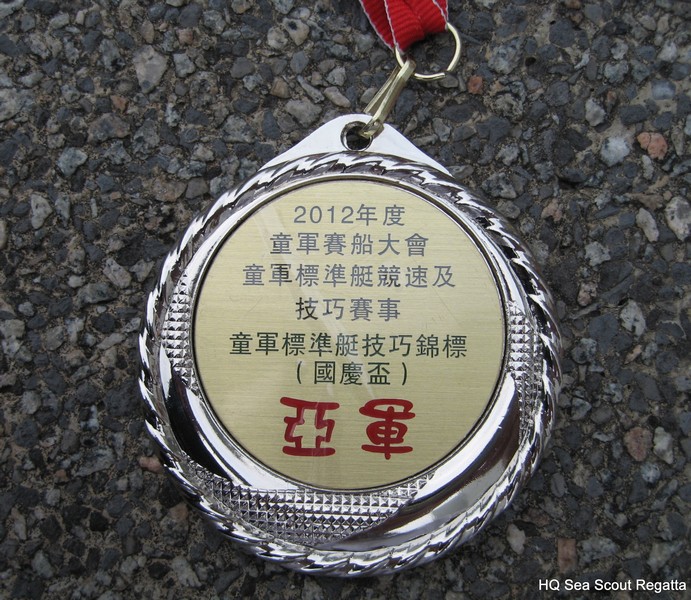 2012年度
童軍賽船大會
童軍標準艇競速及
技巧賽事
童軍標準艇技巧錦標
(國慶盃)
亞軍
HQ Sea Scout Regatta